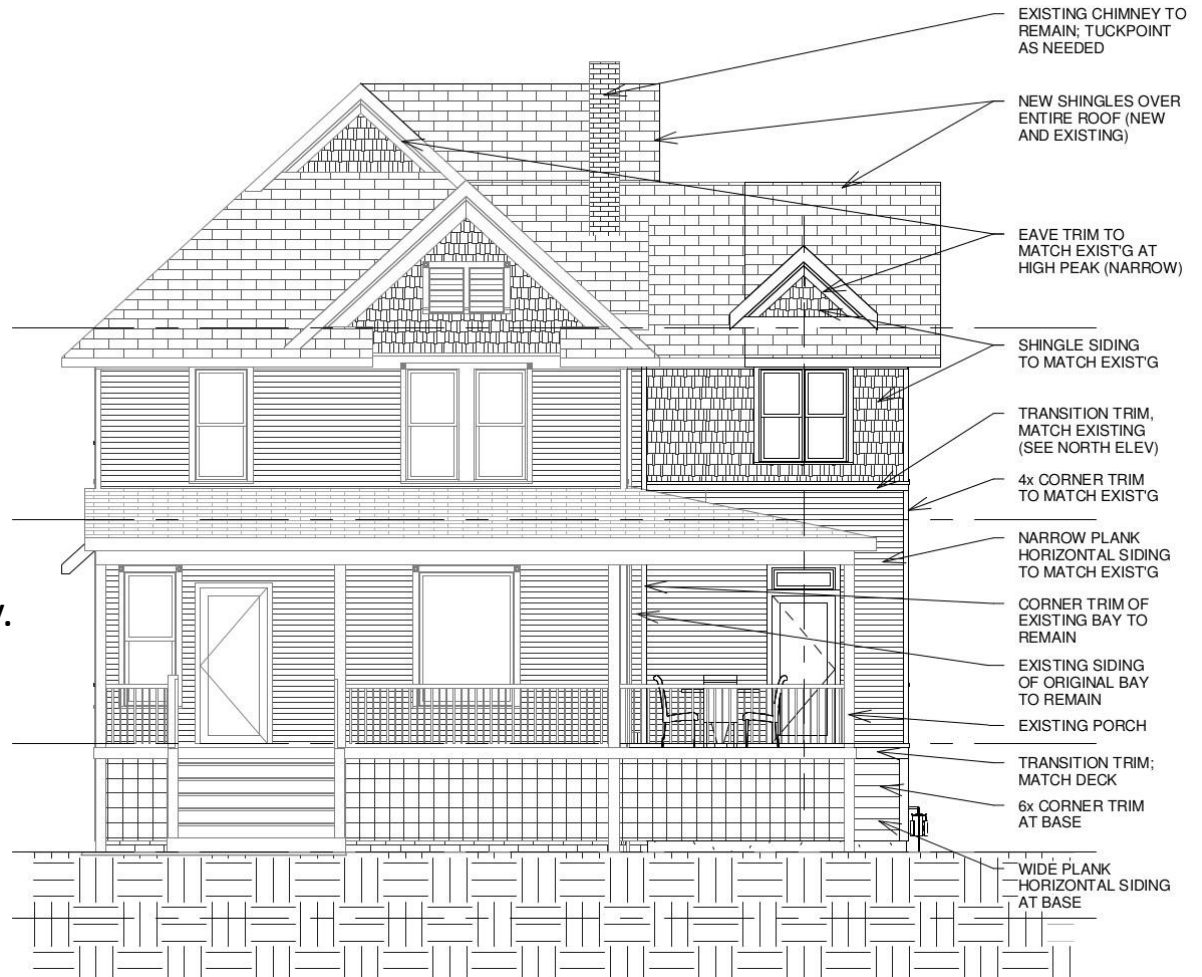 EXISTING CHIMNEY TO
REMAIN; TUCKPOINT
AS NEEDED
NEW SHINGLES OVER
ENTIRE ROOF (NEW
AND EXISTING)
EAVE TRIM TO
MATCH EXIST'G AT
HIGH PEAK (NARROW)
SHINGLE SIDING
TO MATCH EXIST'G
TRANSITION TRIM,
MATCH EXISTING
(SEE NORTH ELEV)
4x CORNER TRIM
TO MATCH EXIST'G
NARROW PLANK
HORIZONTAL SIDING
TO MATCH EXIST'G
CORNER TRIM OF
EXISTING BAY TO
REMAIN
EXISTING SIDING
OF ORIGINAL BAY
TO REMAIN
EXISTING PORCH
TRANSITION TRIM;
MATCH DECK
6x CORNER TRIM
AT BASE
WIDE PLANK
HORIZONTAL SIDING
AT BASE